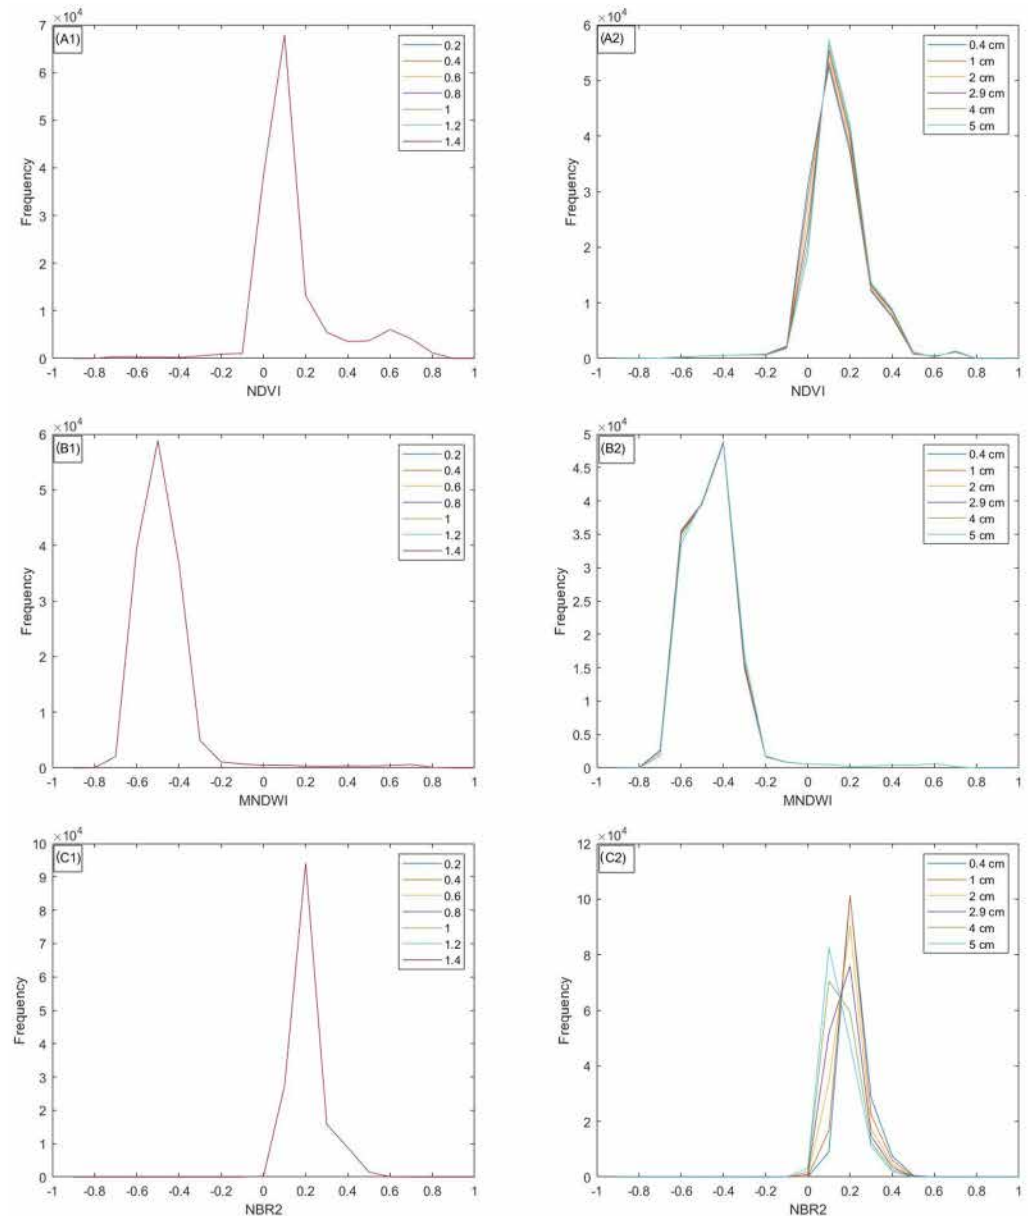 ×10⁴
(A1)
7
6
5
4
3
2
1
0
Frequency
-1 -0.8 -0.6 -0.4 -0.2 0 0.2 0.4 0.6 0.8 1
NDVI
0.2
0.4
0.6
0.8
1
1.2
1.4
×10⁴
(A2)
6
5
4
3
2
1
0
Frequency
-1 -0.8 -0.6 -0.4 -0.2 0 0.2 0.4 0.6 0.8 1
NDVI
0.4 cm
1 cm
2 cm
2.9 cm
4 cm
5 cm
×10⁴
(B1)
6
5
4
3
2
1
0
Frequency
-1 -0.8 -0.6 -0.4 -0.2 0 0.2 0.4 0.6 0.8 1
MNDWI
0.2
0.4
0.6
0.8
1
1.2
1.4
×10⁴
(B2)
5
4.5
4
3.5
3
2.5
2
1.5
1
0.5
0
Frequency
-1 -0.8 -0.6 -0.4 -0.2 0 0.2 0.4 0.6 0.8 1
MNDWI
0.4 cm
1 cm
2 cm
2.9 cm
4 cm
5 cm
×10⁴
(C1)
10
9
8
7
6
5
4
3
2
1
0
Frequency
-1 -0.8 -0.6 -0.4 -0.2 0 0.2 0.4 0.6 0.8 1
NBR2
0.2
0.4
0.6
0.8
1
1.2
1.4
×10⁴
(C2)
12
10
8
6
4
2
0
Frequency
-1 -0.8 -0.6 -0.4 -0.2 0 0.2 0.4 0.6 0.8 1
NBR2
0.4 cm
1 cm
2 cm
2.9 cm
4 cm
5 cm